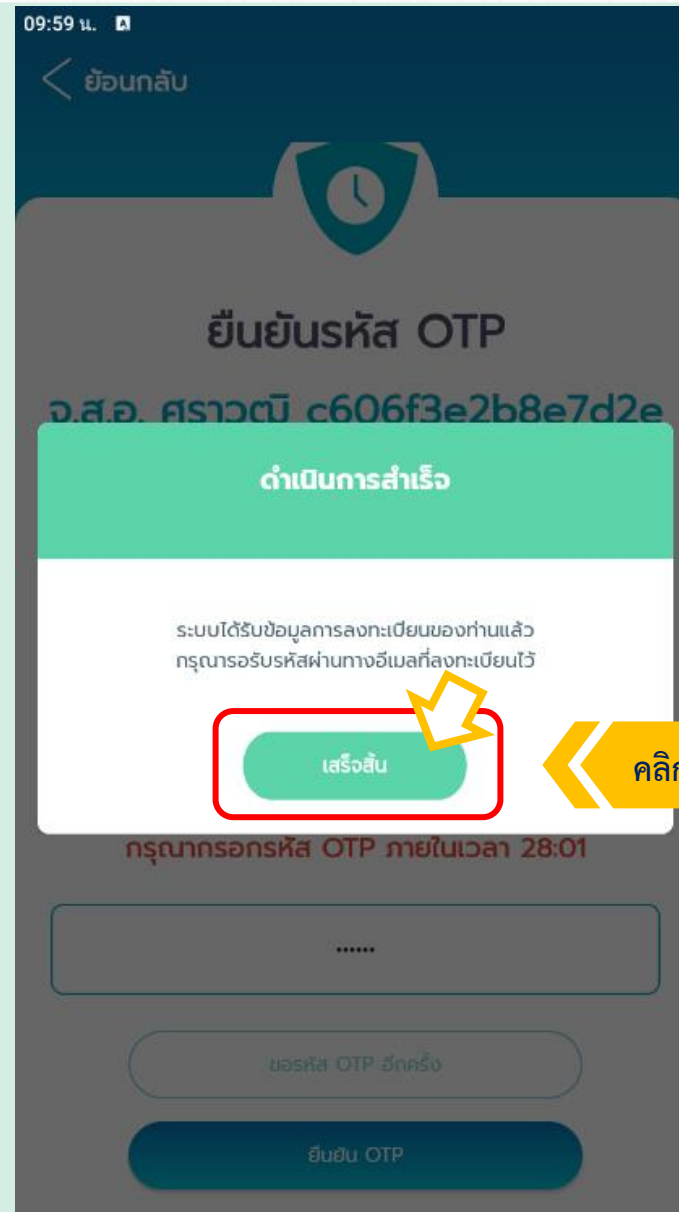 09:59 น.
ย้อนกลับ
ยืนยันรหัส OTP
จ.ส.อ. ศราวุฒิ c606f3e2b8e7d2e
ดำเนินการสำเร็จ
ระบบได้รับข้อมูลการลงทะเบียนของท่านแล้ว
กรุณารอรับรหัสผ่านทางอีเมลที่ลงทะเบียนไว้
เสร็จสิ้น
คลิก
กรุณากรอกรหัส OTP ภายในเวลา 28:01
••••••
ขอรหัส OTP อีกครั้ง
ยืนยัน OTP